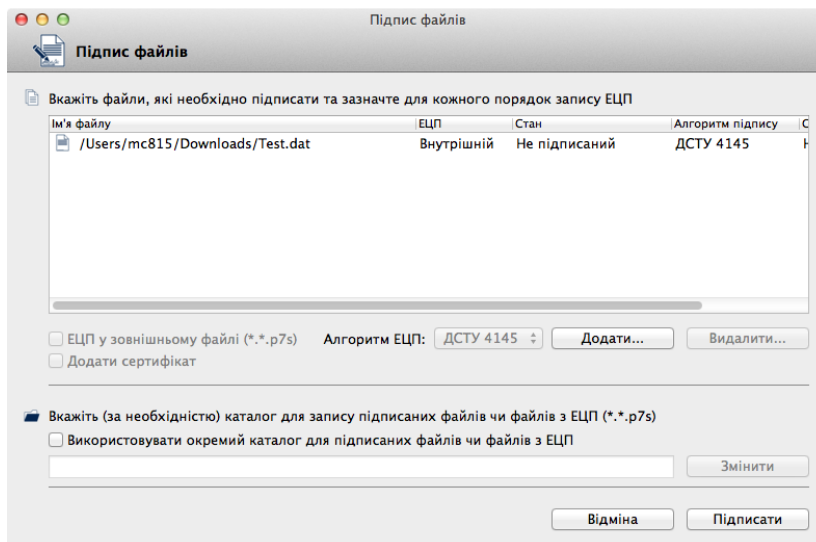 Підпис файлів
Підпис файлів
Вкажіть файли, які необхідно підписати та зазначте для кожного порядок запису ЕЦП
Ім'я файлу ЕЦП Стан Алгоритм підпису С
/Users/mc815/Downloads/Test.dat Внутрішній Не підписаний ДСТУ 4145
ЕЦП у зовнішньому файлі (*.*.p7s) Алгоритм ЕЦП: ДСТУ 4145 Додати... Видалити...
Додати сертифікат
Вкажіть (за необхідністю) каталог для запису підписаних файлів чи файлів з ЕЦП (*.*.p7s)
Використовувати окремий каталог для підписаних файлів чи файлів з ЕЦП
Змінити
Відміна Підписати